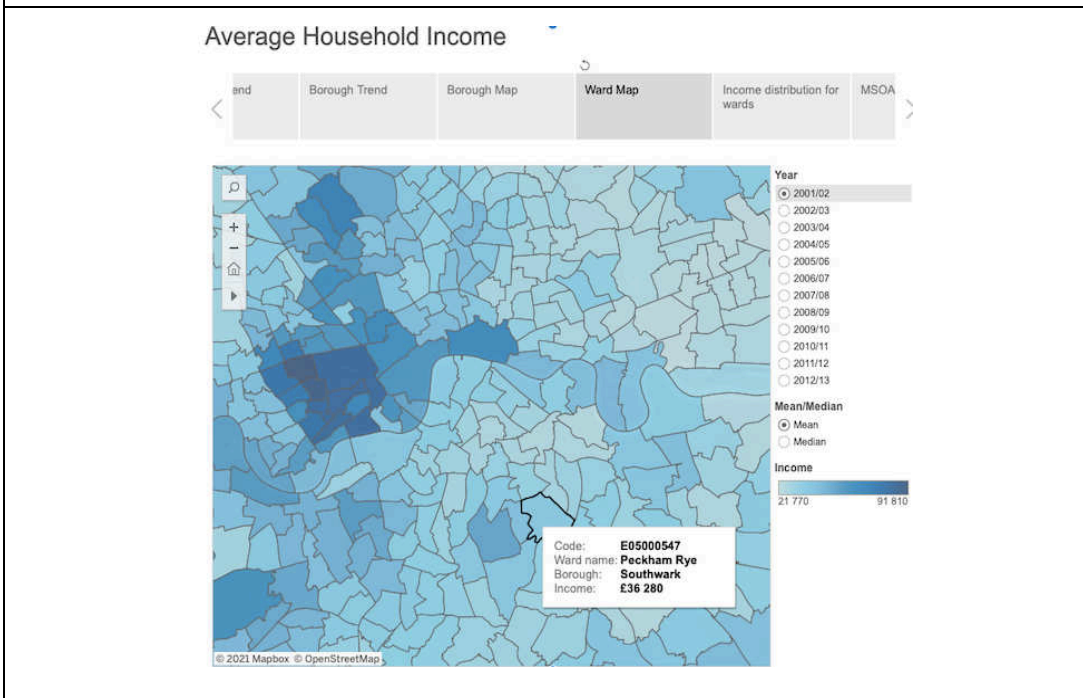 Average Household Income
end
Borough Trend
Borough Map
Ward Map
Income distribution for
wards
MSOA
Year
2001/02
2002/03
2003/04
2004/05
2005/06
2006/07
2007/08
2008/09
2009/10
2010/11
2011/12
2012/13
Mean/Median
Mean
Median
Income
21 770 91 810
Code: E05000547
Ward name: Peckham Rye
Borough: Southwark
Income: £36 280
© 2021 Mapbox © OpenStreetMap